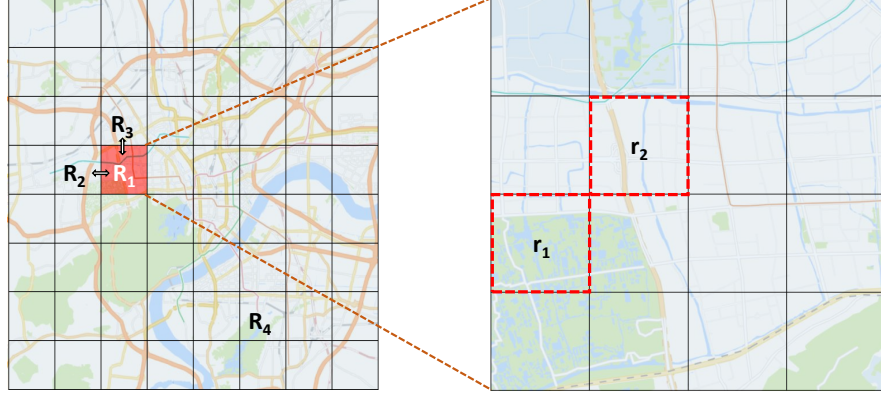 R₃
R₂ ⇔ R₁
R₄
r₂
r₁